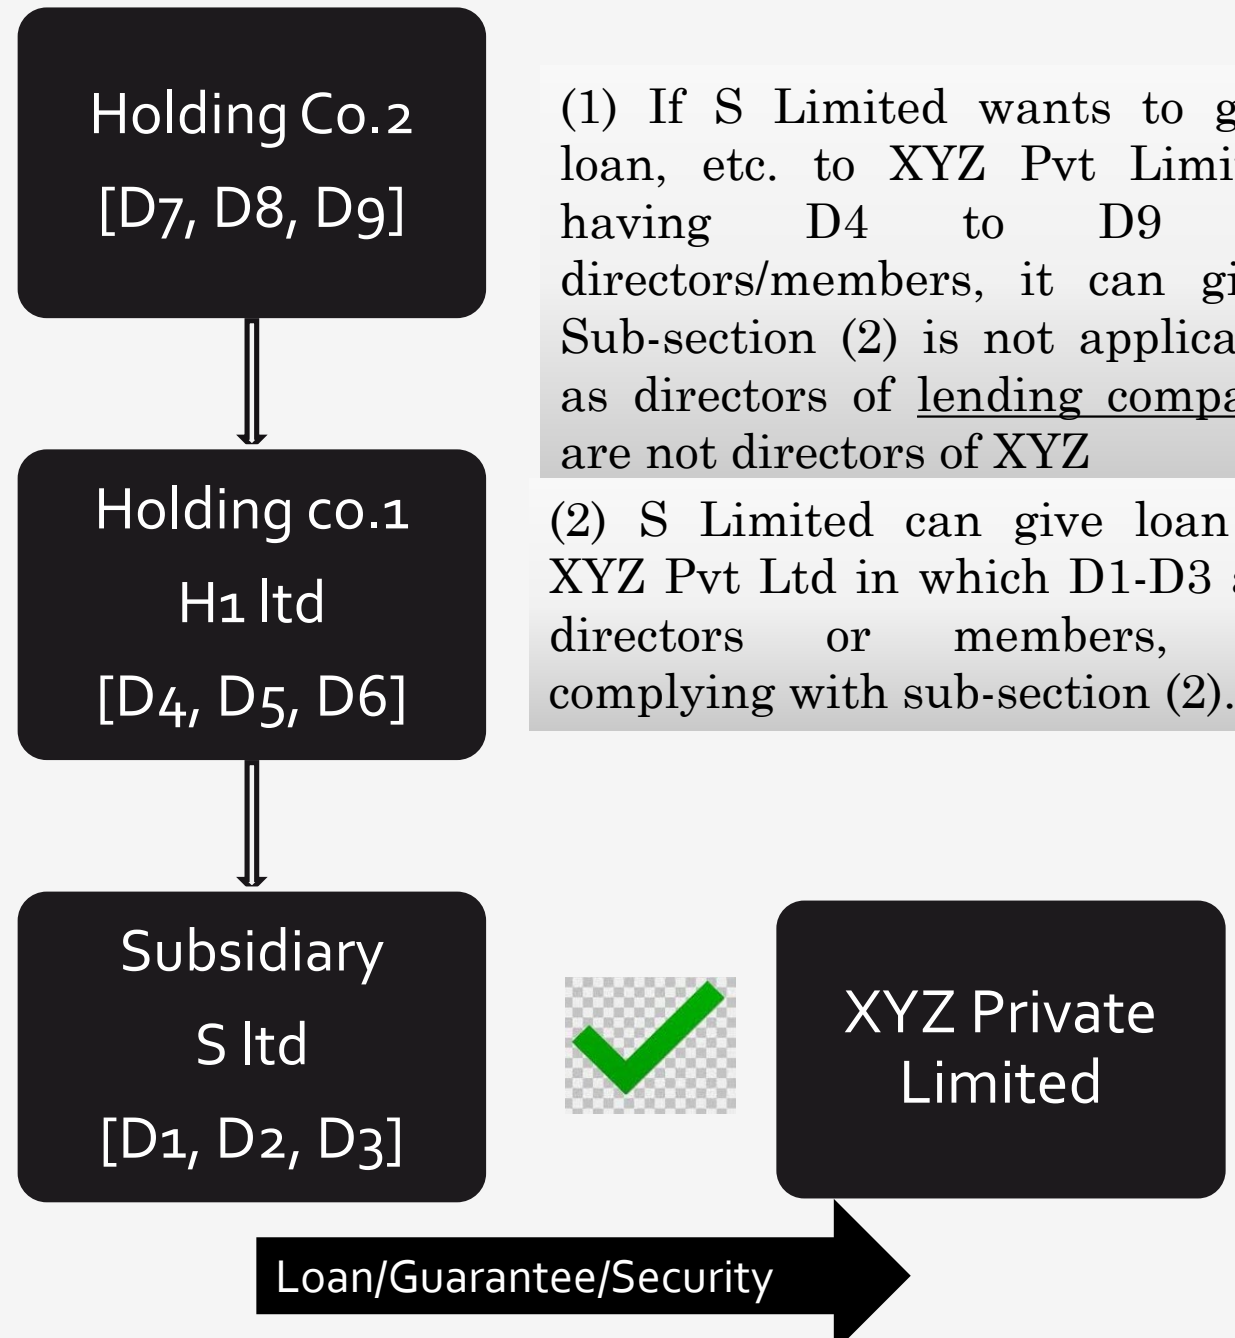 Holding Co.2
[D7, D8, D9]
(1) If S Limited wants to
loan, etc. to XYZ Pvt
having D4 to D9
directors/members, it can
Sub-section (2) is not
as directors of lending
are not directors of XYZ
Holding co.1
H1 ltd
[D4, D5, D6]
(2) S Limited can give loan
XYZ Pvt Ltd in which D1-D3
directors or members,
complying with sub-section (2).
Subsidiary
S ltd
[D1, D2, D3]
XYZ Private
Limited
Loan/Guarantee/Security